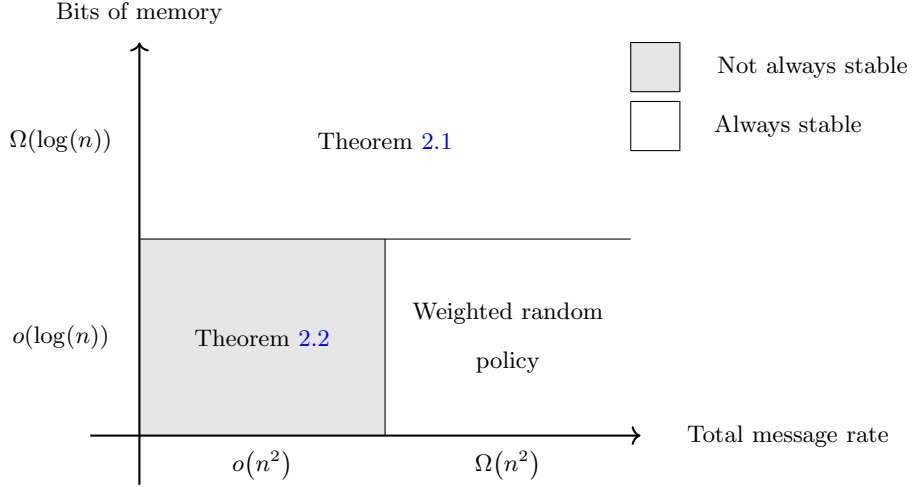 Bits of memory
Not always stable
Always stable
Ω(log(n))
Theorem 2.1
Weighted random
policy
o(log(n))
Theorem 2.2
Total message rate
o(n²)
Ω(n²)